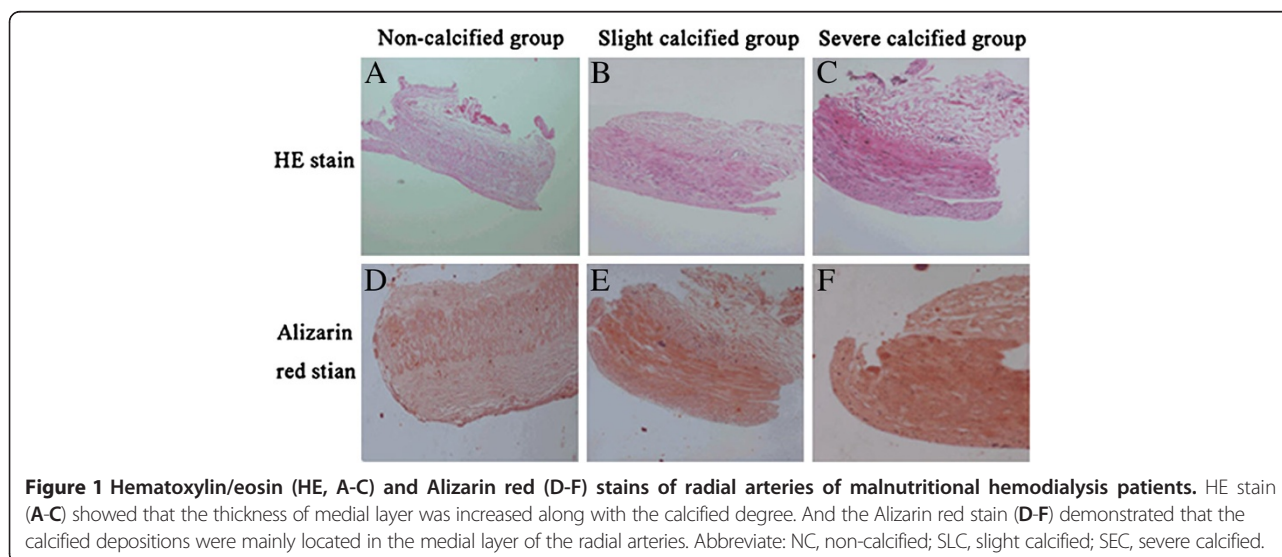 Non-calcified group Slight calcified group Severe calcified group
A B C
HE stain
D E F
Alizarin
red stian
Figure 1 Hematoxylin/eosin (HE, A-C) and Alizarin red (D-F) stains of radial arteries of malnutritional hemodialysis patients. HE stain
(A-C) showed that the thickness of medial layer was increased along with the calcified degree. And the Alizarin red stain (D-F) demonstrated that the
calcified depositions were mainly located in the medial layer of the radial arteries. Abbreviate: NC, non-calcified; SLC, slight calcified; SEC, severe calcified.